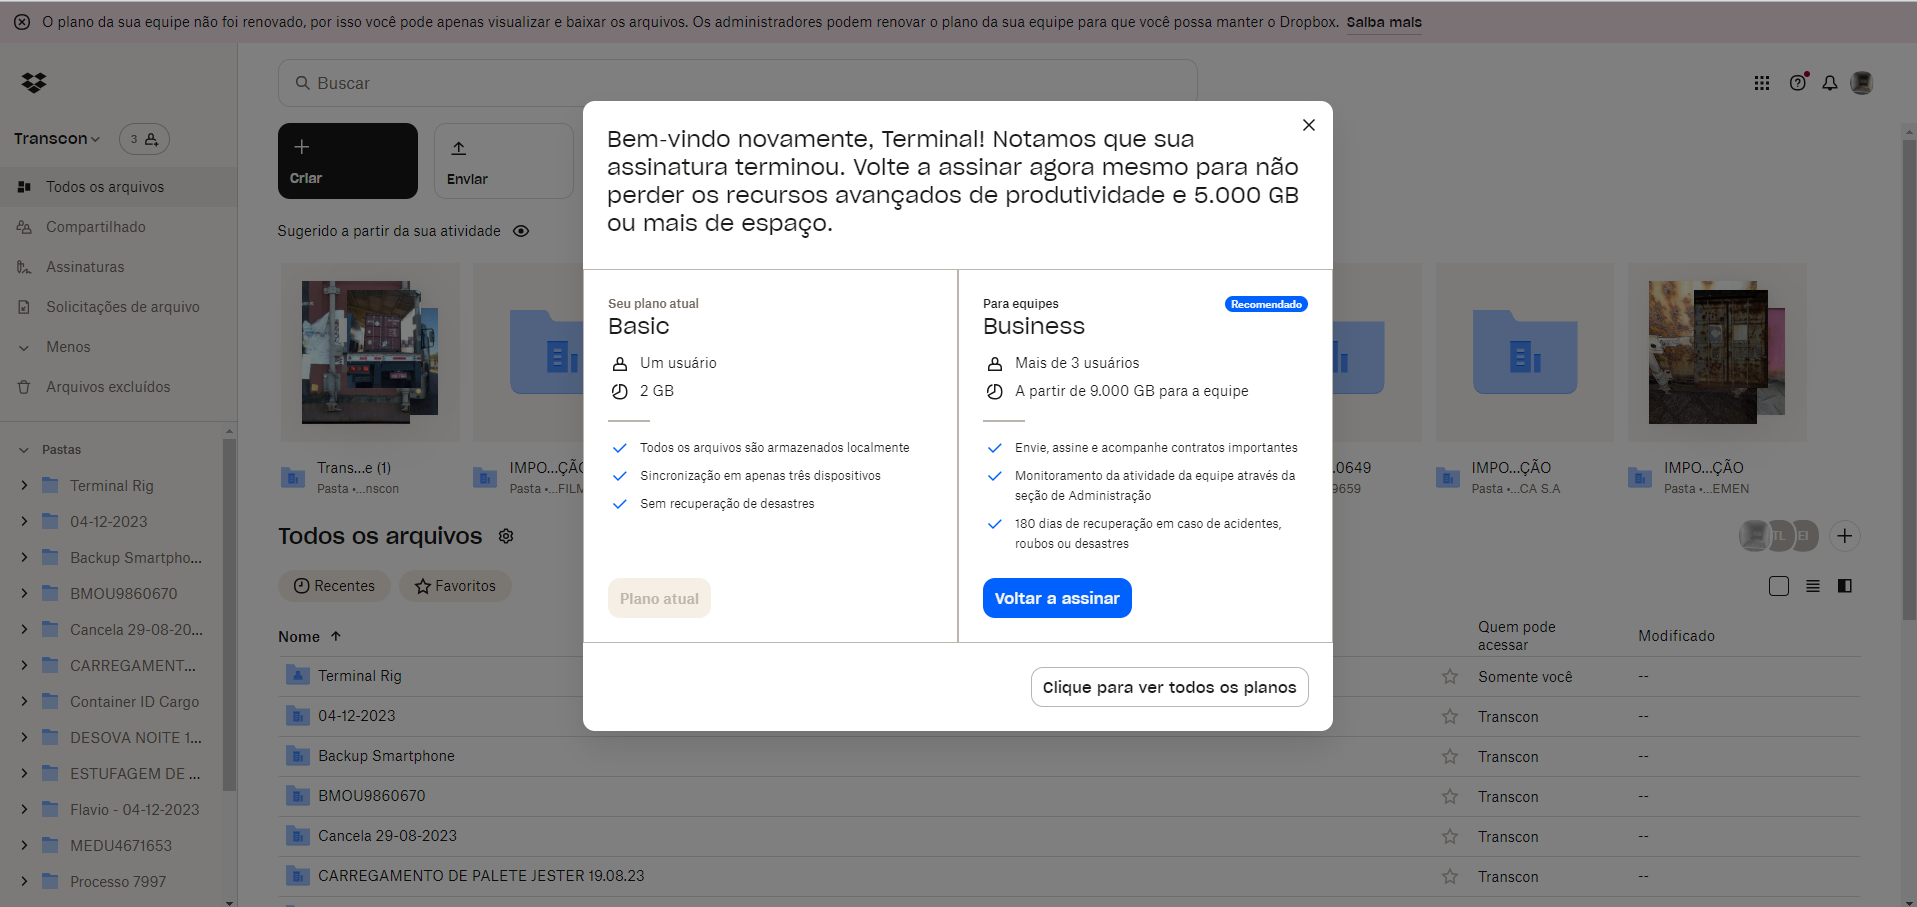 O plano da sua equipe não foi renovado, por isso você pode apenas visualizar e baixar os arquivos. Os administradores podem renovar o plano da sua equipe para que você possa manter o Dropbox. Saiba mais
Buscar
Transcon
3
Todos os arquivos
Compartilhado
Assinaturas
Solicitações de arquivo
Menos
Arquivos excluídos
Pastas
Terminal Rig
04-12-2023
Backup Smartpho...
BMOU9860670
Cancela 29-08-20...
CARREGAMENT...
Container ID Cargo
DESOVA NOITE 1...
ESTUFAGEM DE ...
Flavio - 04-12-2023
MEDU4671653
Processo 7997
Criar
Enviar
Sugerido a partir da sua atividade
Trans...e (1)
Pasta •...nscon
IMPO...ÇÃO
Pasta •...FILM
.0649
9659
IMPO...ÇÃO
Pasta •...CA S.A
IMPO...ÇÃO
Pasta •...EMEN
Todos os arquivos
TL
EI
Recentes
Favoritos
Nome
Quem pode
acessar
Modificado
Terminal Rig
Somente você
--
04-12-2023
Transcon
--
Backup Smartphone
Transcon
--
BMOU9860670
Transcon
--
Cancela 29-08-2023
Transcon
--
CARREGAMENTO DE PALETE JESTER 19.08.23
Transcon
--
Bem-vindo novamente, Terminal! Notamos que sua
assinatura terminou. Volte a assinar agora mesmo para não
perder os recursos avançados de produtividade e 5.000 GB
ou mais de espaço.
Seu plano atual
Basic
Um usuário
2 GB
Todos os arquivos são armazenados localmente
Sincronização em apenas três dispositivos
Sem recuperação de desastres
Plano atual
Para equipes
Recomendado
Business
Mais de 3 usuários
A partir de 9.000 GB para a equipe
Envie, assine e acompanhe contratos importantes
Monitoramento da atividade da equipe através da
seção de Administração
180 dias de recuperação em caso de acidentes,
roubos ou desastres
Voltar a assinar
Clique para ver todos os planos